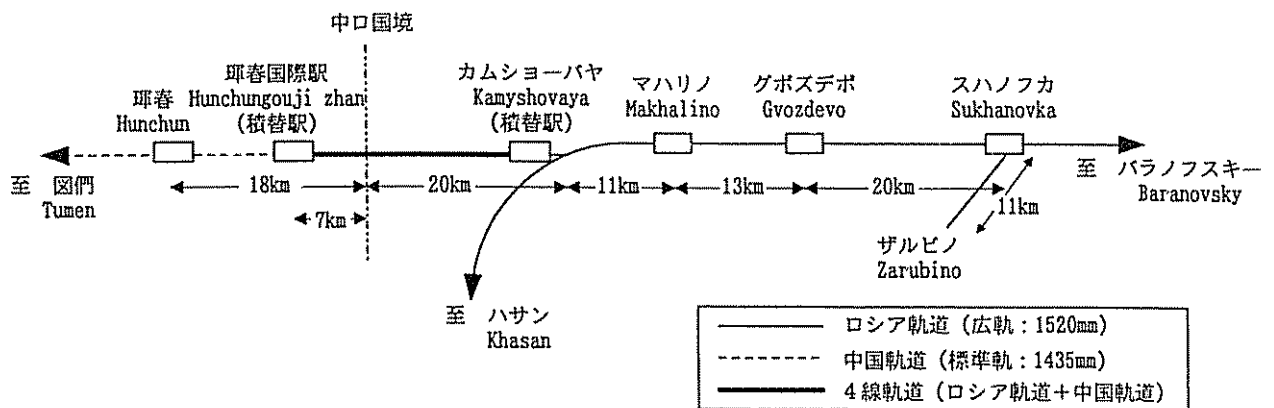 中ロ国境
琿春国際駅
琿春 Hunchungouji zhan
Hunchun
(積替駅)
カムショーバヤ
Kamyshovaya
(積替駅)
マハリノ
Makhalino
グボズデボ
Gvozdevo
スハノフカ
Sukhanovka
至 図們
Tumen
18km
20km
11km
13km
20km
7km
11km
至 バラノフスキー
Baranovsky
ザルビノ
Zarubino
至 ハサン
Khasan
ロシア軌道 (広軌:1520mm)
中国軌道 (標準軌:1435mm)
4線軌道 (ロシア軌道+中国軌道)